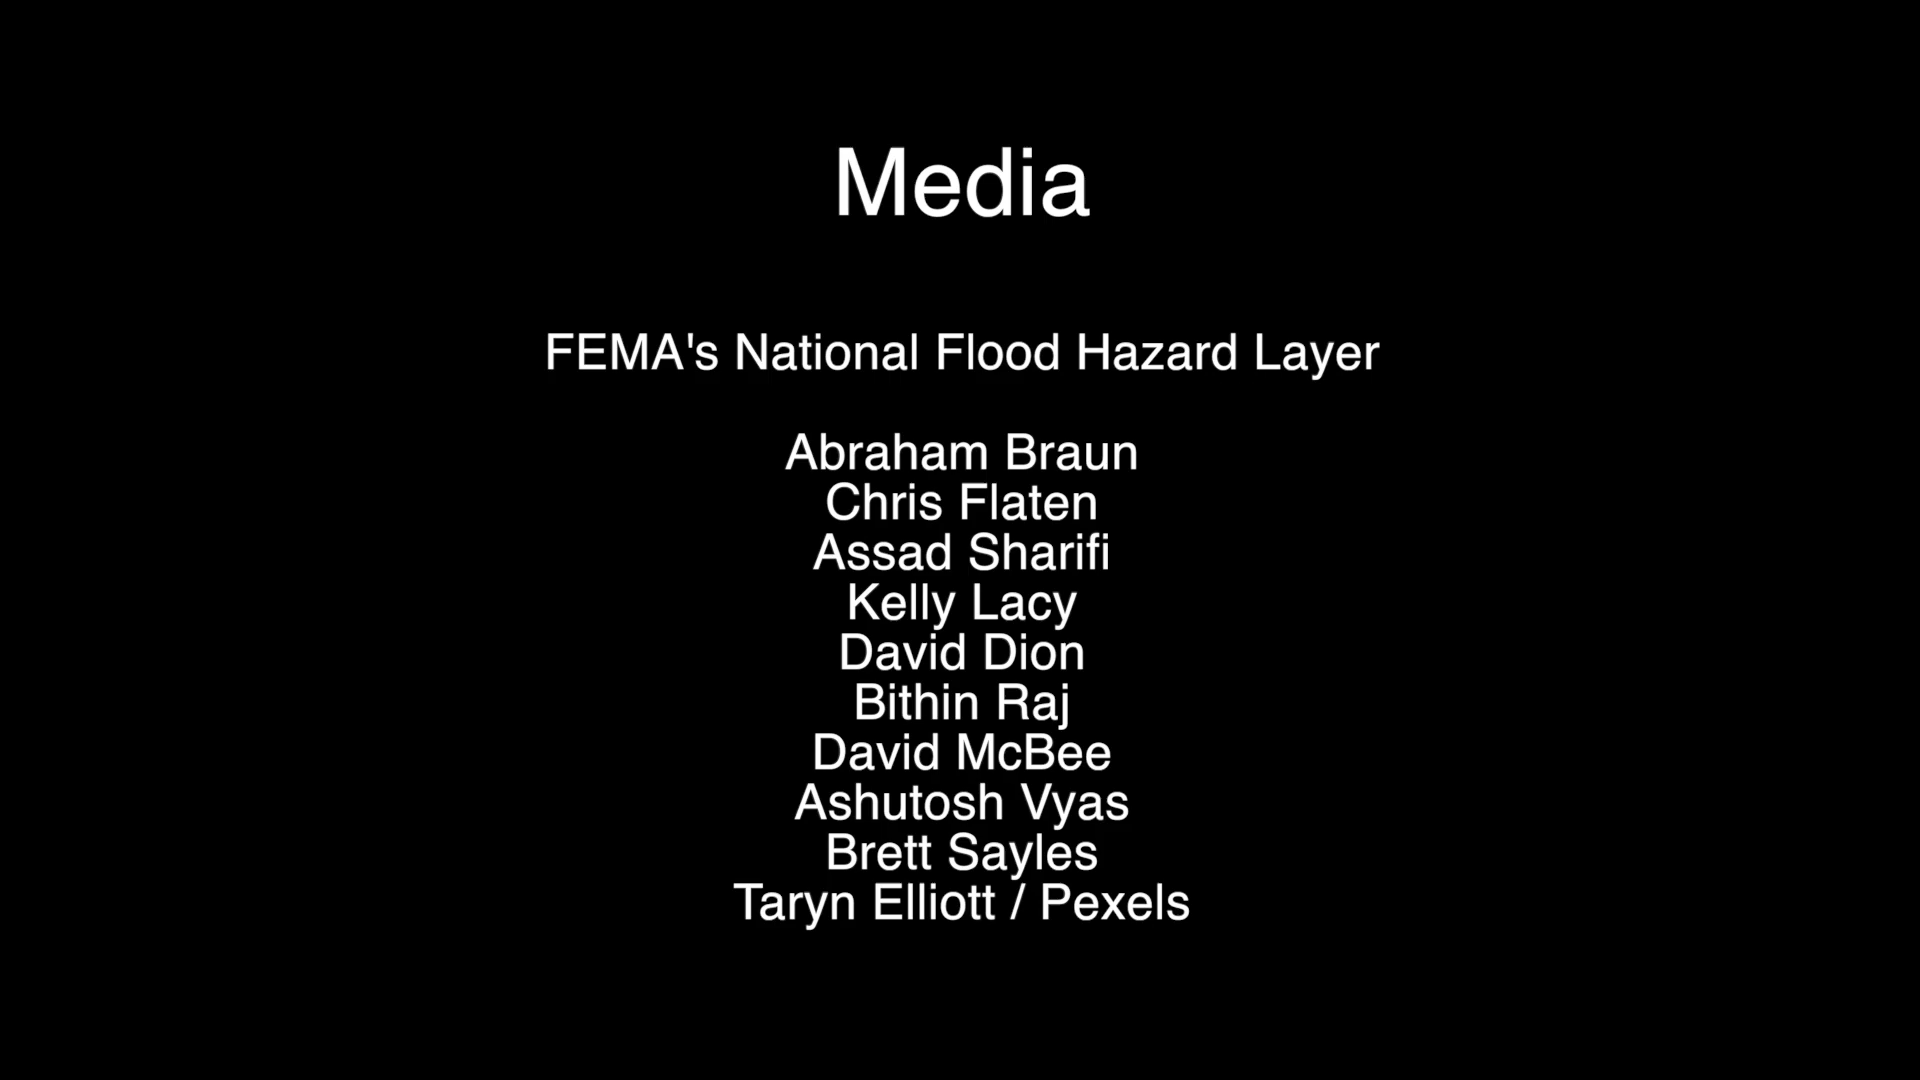 Media
FEMA's National Flood Hazard Layer
Abraham Braun
Chris Flaten
Assad Sharifi
Kelly Lacy
David Dion
Bithin Raj
David McBee
Ashutosh Vyas
Brett Sayles
Taryn Elliott / Pexels